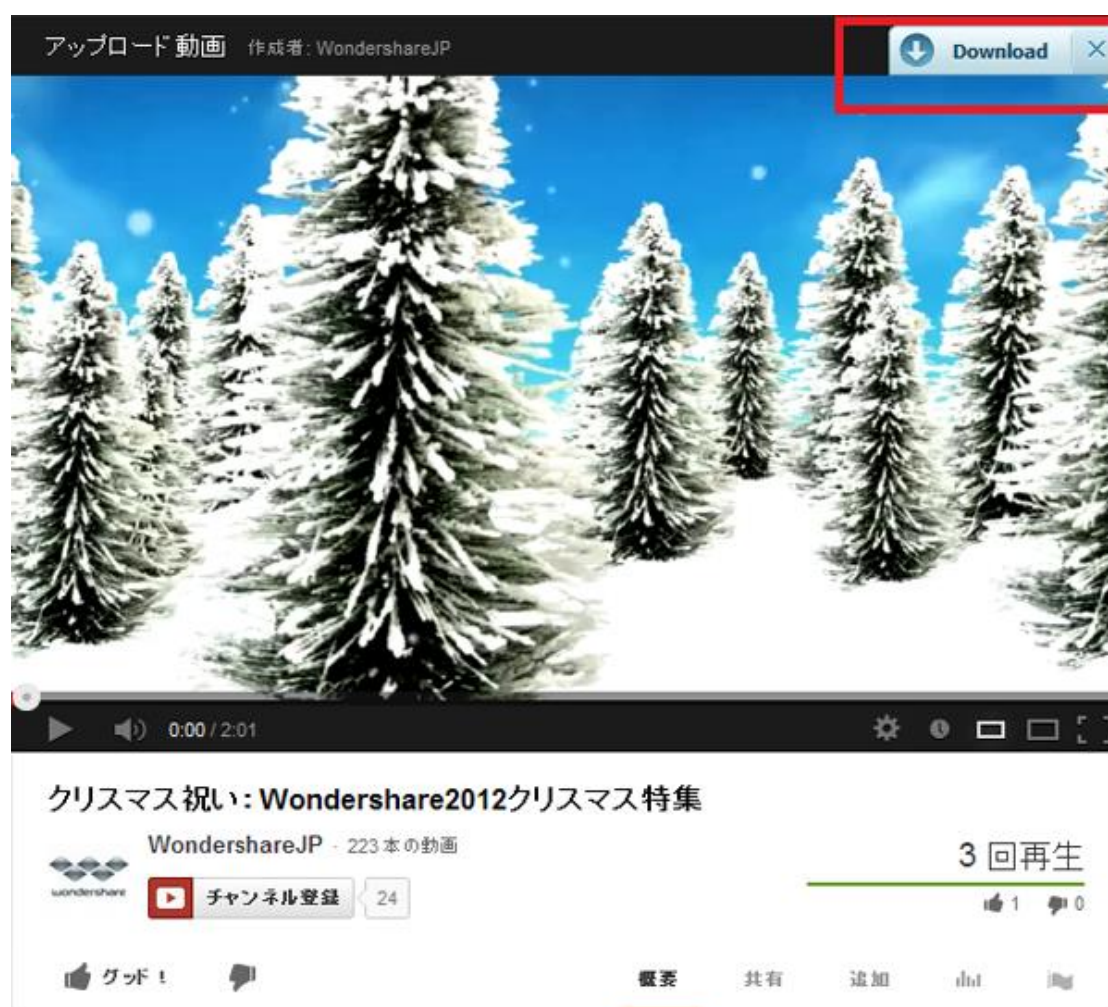 アップロード動画 作成者: WondershareJP
Download
0:00 / 2:01
クリスマス祝い: Wondershare2012クリスマス特集
WondershareJP - 223 本の動画
wondershare
チャンネル登録 24
3 回再生
1 0
グッド！
概要 共有 追加